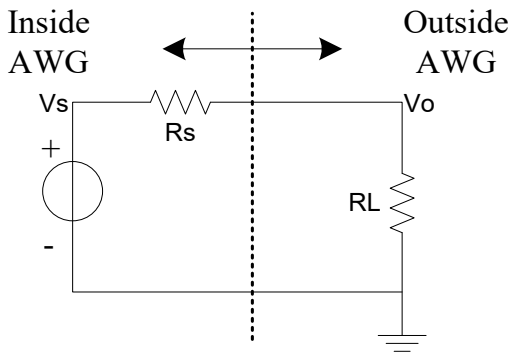 Inside
AWG
Outside
AWG
Vs
Rs
Vo
+
RL
-